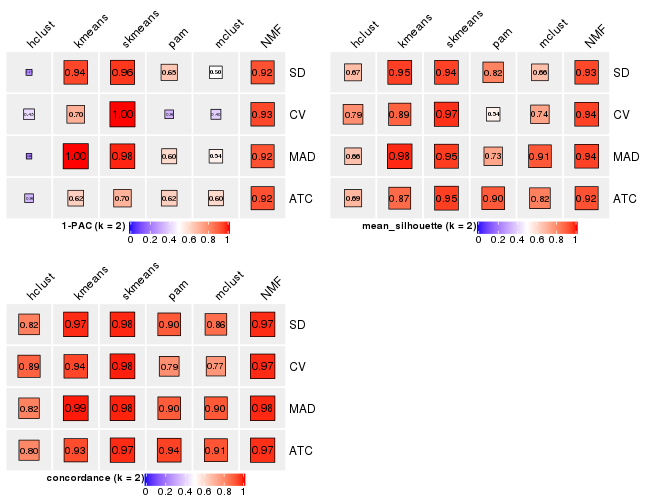 hclust kmeans skmeans pam mclust NMF
0.94 0.96 0.65 0.50 0.92 SD
0.70 1.00 0.93 CV
1.00 0.98 0.60 0.54 0.92 MAD
0.62 0.70 0.62 0.60 0.92 ATC
1-PAC (k = 2)
0 0.2 0.4 0.6 0.8 1
hclust kmeans skmeans pam mclust NMF
0.67 0.95 0.94 0.82 0.66 0.93 SD
0.79 0.89 0.97 0.54 0.74 0.94 CV
0.66 0.98 0.95 0.73 0.91 0.94 MAD
0.69 0.87 0.95 0.90 0.82 0.92 ATC
mean_silhouette (k = 2)
0 0.2 0.4 0.6 0.8 1
hclust kmeans skmeans pam mclust NMF
0.82 0.97 0.98 0.90 0.86 0.97 SD
0.89 0.94 0.98 0.79 0.77 0.97 CV
0.82 0.99 0.98 0.90 0.90 0.98 MAD
0.80 0.93 0.97 0.94 0.91 0.97 ATC
concordance (k = 2)
0 0.2 0.4 0.6 0.8 1